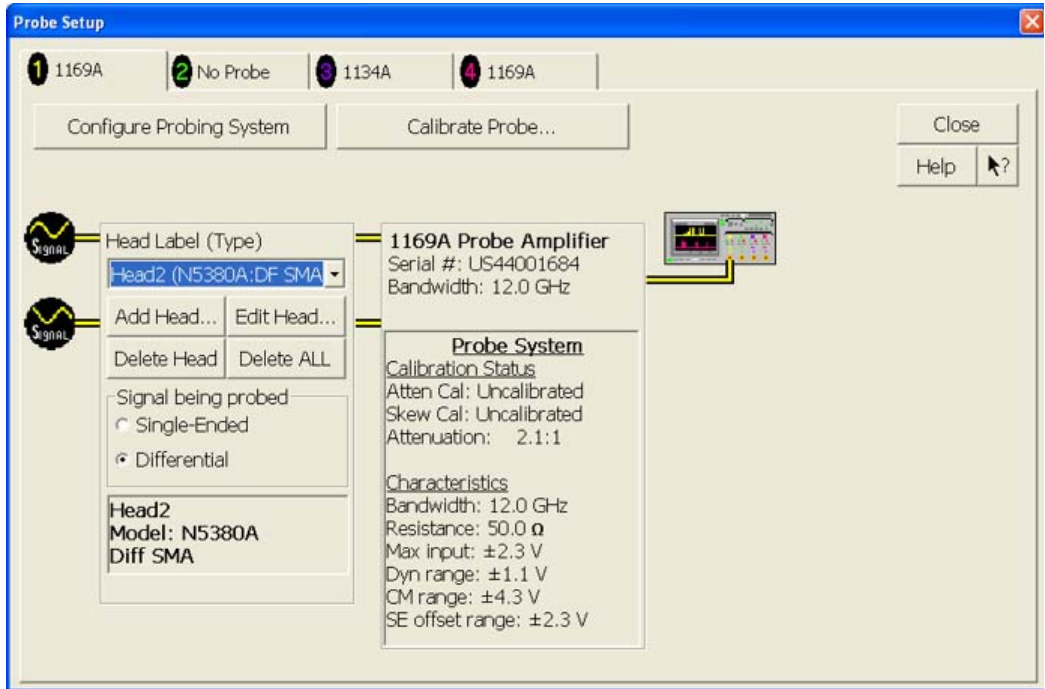 Probe Setup
1 1169A
2 No Probe
3 1134A
4 1169A
Configure Probing System
Calibrate Probe...
Close
Help
?
SIGNAL
SIGNAL
Head Label (Type)
Head2 (N5380A:DF SMA
Add Head...
Edit Head...
Delete Head
Delete ALL
Signal being probed
Single-Ended
Differential
Head2
Model: N5380A
Diff SMA
1169A Probe Amplifier
Serial #: US44001684
Bandwidth: 12.0 GHz
Probe System
Calibration Status
Atten Cal: Uncalibrated
Skew Cal: Uncalibrated
Attenuation: 2.1:1
Characteristics
Bandwidth: 12.0 GHz
Resistance: 50.0 Ω
Max input: ±2.3 V
Dyn range: ±1.1 V
CM range: ±4.3 V
SE offset range: ±2.3 V